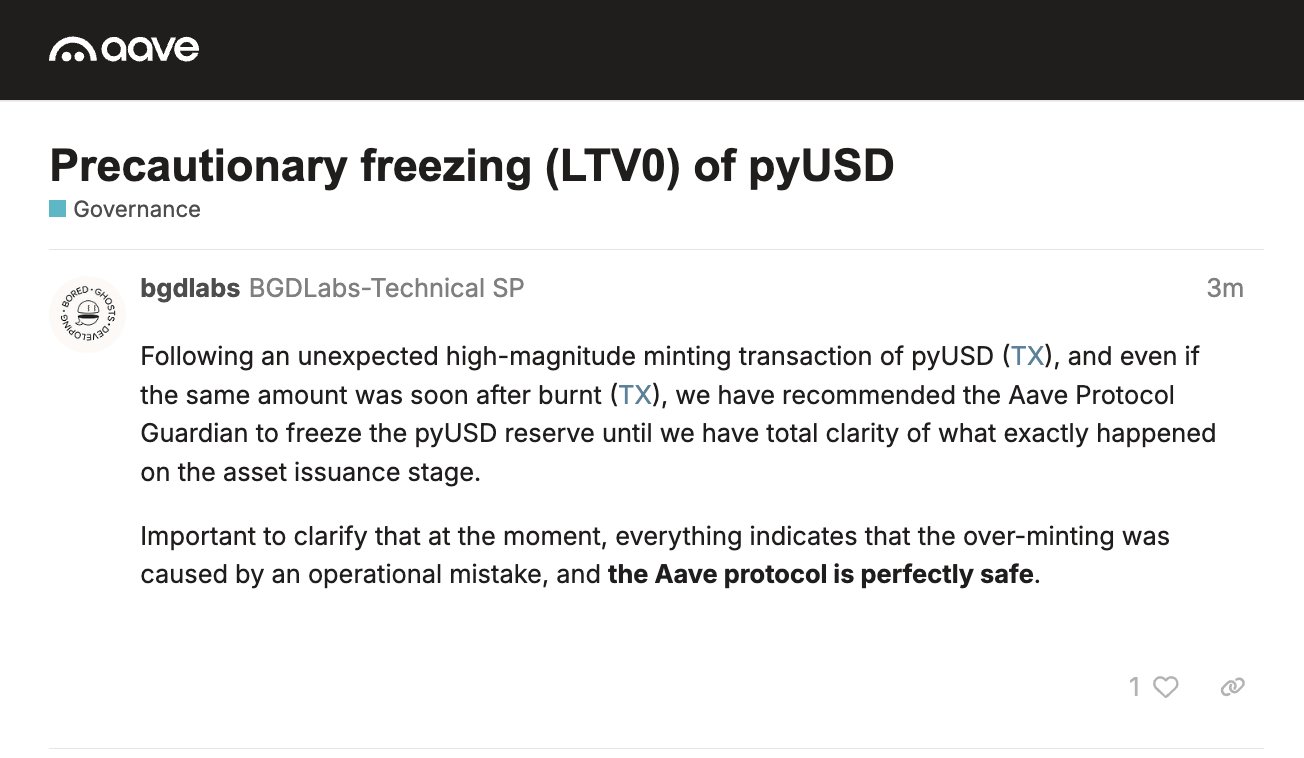 aave
Precautionary freezing (LTV0) of pyUSD
Governance
BORED · GHOSTS · DEVELOPING ·
bgdlabs BGDLabs-Technical SP 3m
Following an unexpected high-magnitude minting transaction of pyUSD (TX), and even if
the same amount was soon after burnt (TX), we have recommended the Aave Protocol
Guardian to freeze the pyUSD reserve until we have total clarity of what exactly happened
on the asset issuance stage.
Important to clarify that at the moment, everything indicates that the over-minting was
caused by an operational mistake, and the Aave protocol is perfectly safe.
1